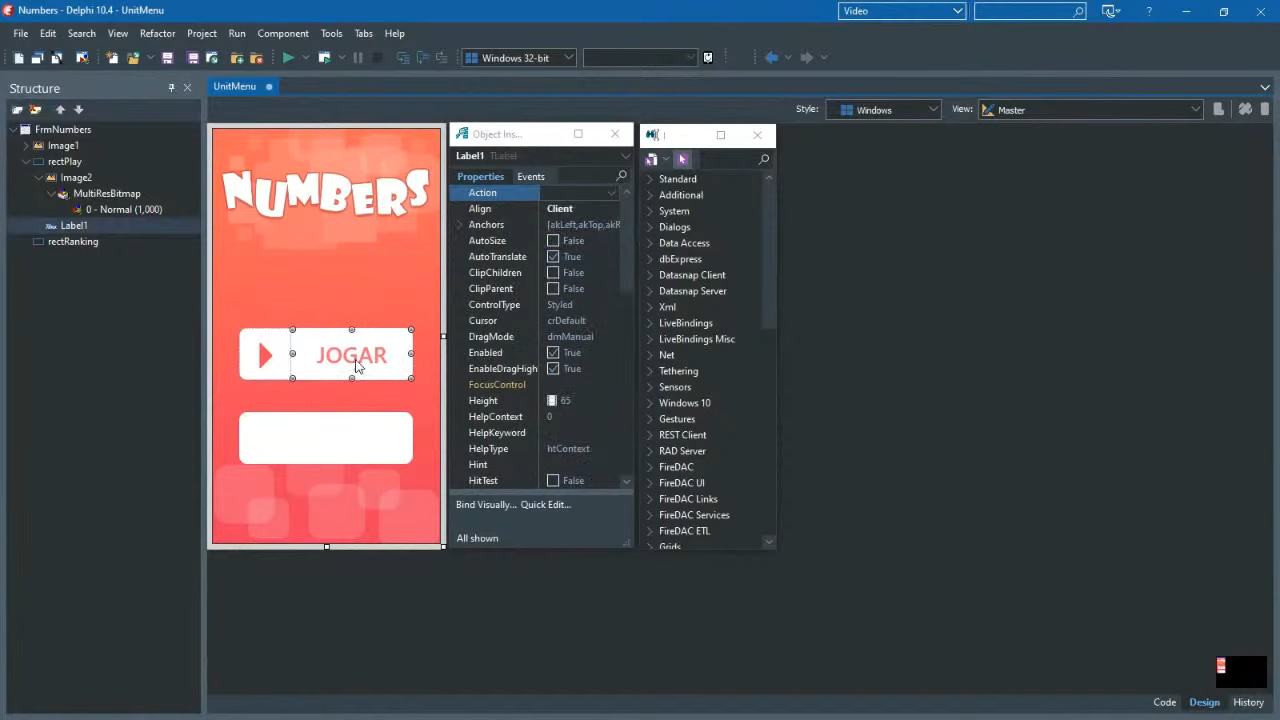 Numbers - Delphi 10.4 - UnitMenu
Video
?
File Edit Search View Refactor Project Run Component Tools Tabs Help
Windows 32-bit
Structure
UnitMenu
Style: Windows View: Master
FrmNumbers
Image1
rectPlay
Image2
MultiResBitmap
0 - Normal (1,000)
Label1
rectRanking
NUMBERS
JOGAR
Object Ins...
Label1 TLabel
Properties Events
Action
Align Client
Anchors [akLeft,akTop,akR
AutoSize False
AutoTranslate True
ClipChildren False
ClipParent False
ControlType Styled
Cursor crDefault
DragMode dmManual
Enabled True
EnableDragHigh True
FocusControl
Height 65
HelpContext 0
HelpKeyword
HelpType htContext
Hint
HitTest False
Bind Visually... Quick Edit...
All shown
Standard
Additional
System
Dialogs
Data Access
dbExpress
Datasnap Client
Datasnap Server
Xml
LiveBindings
LiveBindings Misc
Net
Tethering
Sensors
Windows 10
Gestures
REST Client
RAD Server
FireDAC
FireDAC UI
FireDAC Links
FireDAC Services
FireDAC ETL
Grids
Code Design History